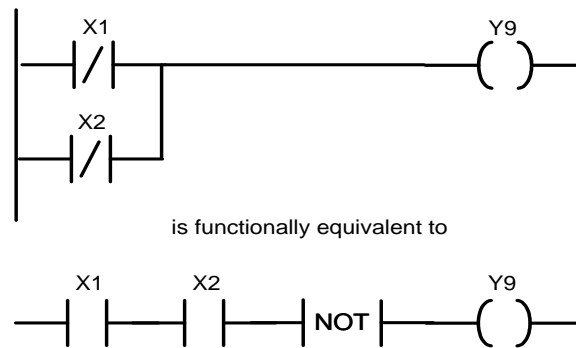 X1
Y9
X2
is functionally equivalent to
X1 X2 Y9
NOT